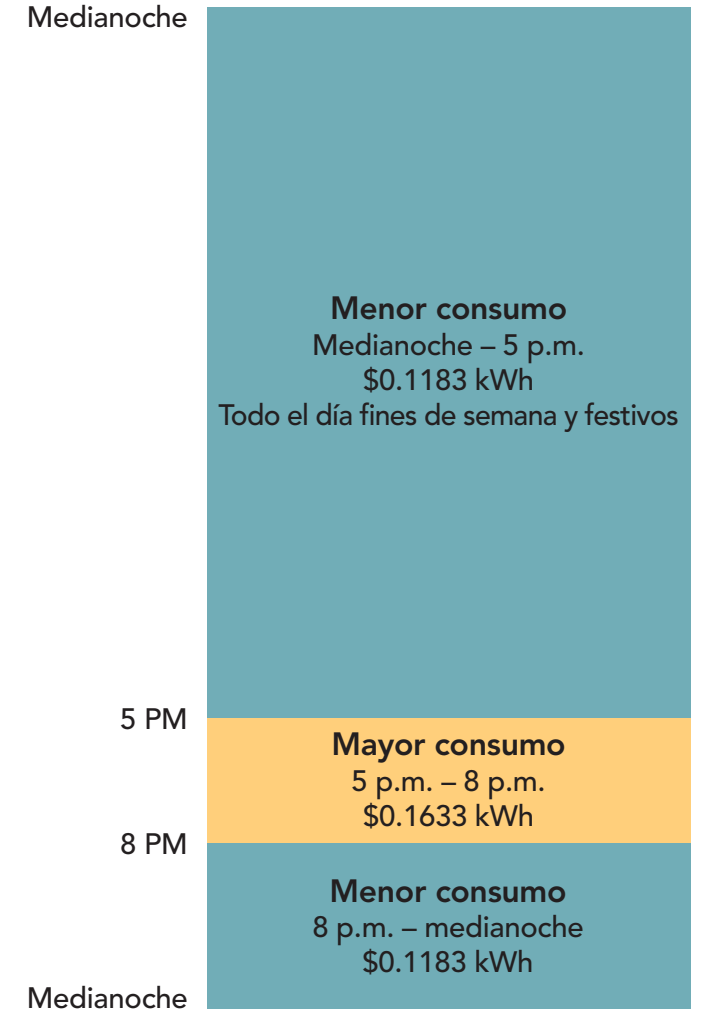 Medianoche
Menor consumo
Medianoche – 5 p.m.
$0.1183 kWh
Todo el día fines de semana y festivos
5 PM
Mayor consumo
5 p.m. – 8 p.m.
$0.1633 kWh
8 PM
Menor consumo
8 p.m. – medianoche
$0.1183 kWh
Medianoche